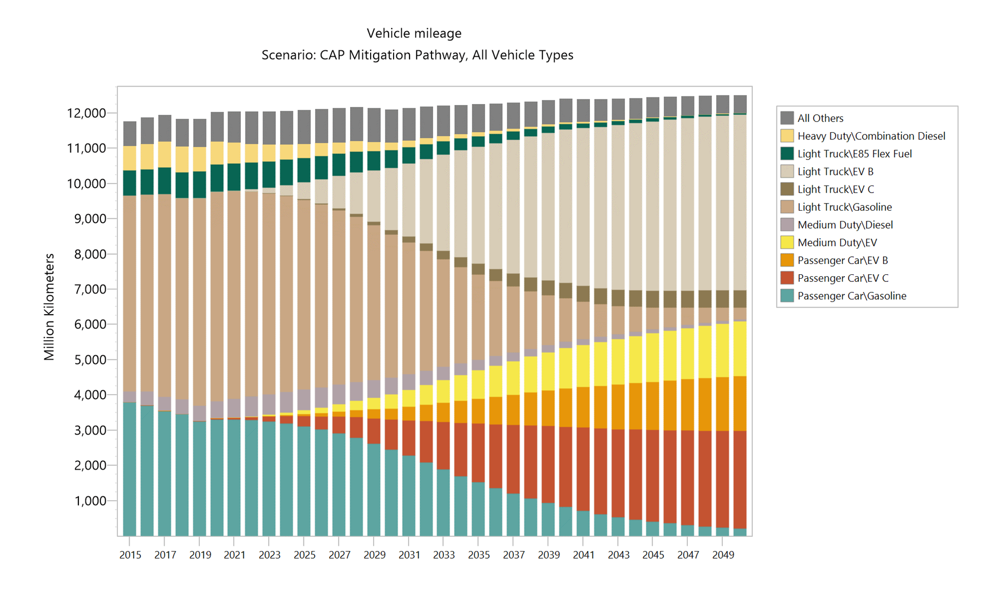 Vehicle mileage
Scenario: CAP Mitigation Pathway, All Vehicle Types
Million Kilometers
12,000
11,000
10,000
9,000
8,000
7,000
6,000
5,000
4,000
3,000
2,000
1,000
2015 2017 2019 2021 2023 2025 2027 2029 2031 2033 2035 2037 2039 2041 2043 2045 2047 2049
All Others
Heavy Duty\Combination Diesel
Light Truck\E85 Flex Fuel
Light Truck\EV B
Light Truck\EV C
Light Truck\Gasoline
Medium Duty\Diesel
Medium Duty\EV
Passenger Car\EV B
Passenger Car\EV C
Passenger Car\Gasoline